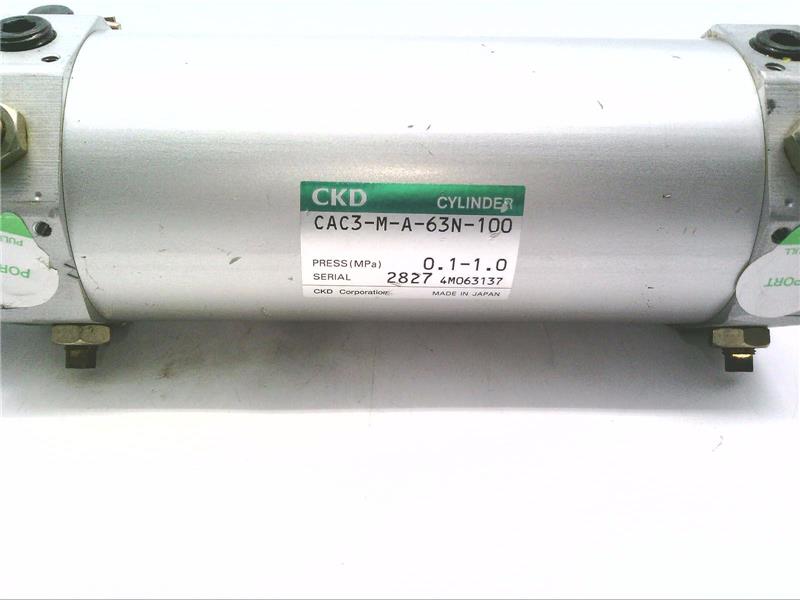 CKD CYLINDER
CAC3-M-A-63N-100
PRESS(MPa) 0.1-1.0
SERIAL 2827 4M063137
CKD Corporation MADE IN JAPAN
PORT
PULL
PORT